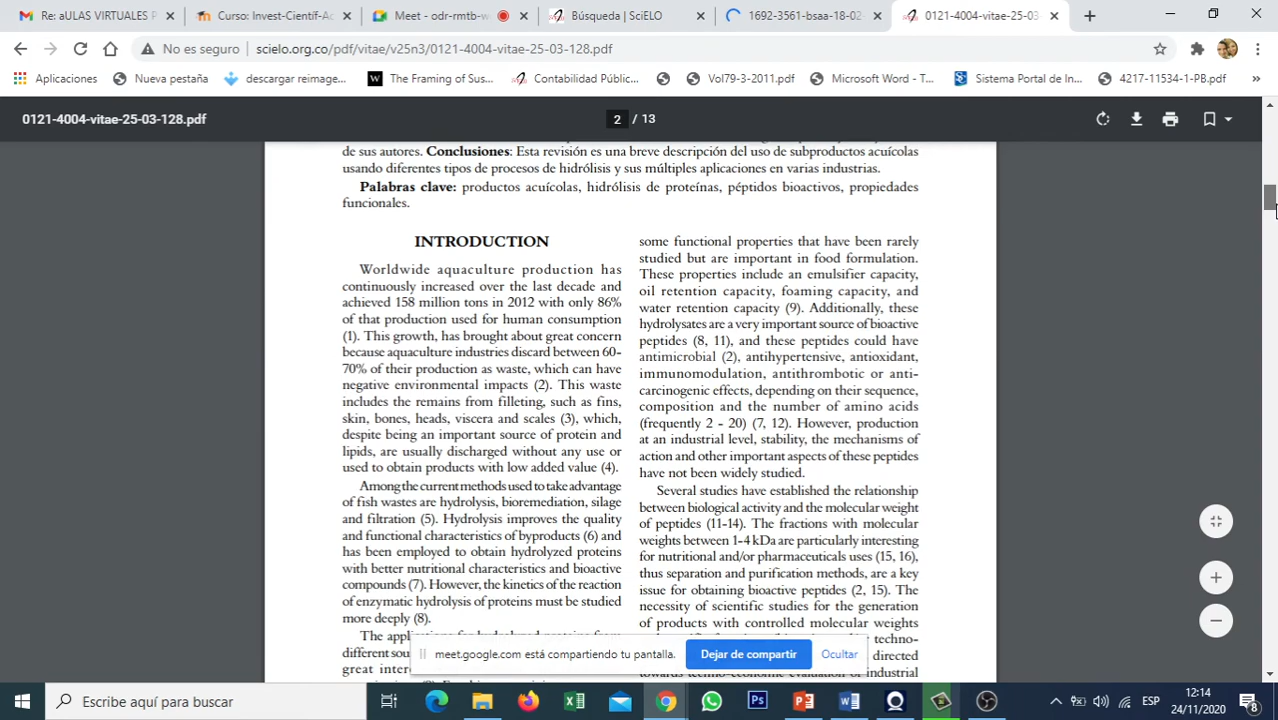 Re: aULAS VIRTUALES P
Curso: Invest-Científ-Ac
Meet - odr-rmtb-w
Búsqueda | SciELO
1692-3561-bsaa-18-02-
0121-4004-vitae-25-03-
No es seguro
scielo.org.co/pdf/vitae/v25n3/0121-4004-vitae-25-03-128.pdf
Aplicaciones
Nueva pestaña
descargar reimage...
The Framing of Sus...
Contabilidad Públic...
Vol79-3-2011.pdf
Microsoft Word - T...
Sistema Portal de In...
4217-11534-1-PB.pdf
»
0121-4004-vitae-25-03-128.pdf
2 / 13
de sus autores. Conclusiones: Esta revisión es una breve descripción del uso de subproductos acuícolas
usando diferentes tipos de procesos de hidrólisis y sus múltiples aplicaciones en varias industrias.
Palabras clave: productos acuícolas, hidrólisis de proteínas, péptidos bioactivos, propiedades
funcionales.
INTRODUCTION
Worldwide aquaculture production has
continuously increased over the last decade and
achieved 158 million tons in 2012 with only 86%
of that production used for human consumption
(1). This growth, has brought about great concern
because aquaculture industries discard between 60-
70% of their production as waste, which can have
negative environmental impacts (2). This waste
includes the remains from filleting, such as fins,
skin, bones, heads, viscera and scales (3), which,
despite being an important source of protein and
lipids, are usually discharged without any use or
used to obtain products with low added value (4).
Among the current methods used to take advantage
of fish wastes are hydrolysis, bioremediation, silage
and filtration (5). Hydrolysis improves the quality
and functional characteristics of byproducts (6) and
has been employed to obtain hydrolyzed proteins
with better nutritional characteristics and bioactive
compounds (7). However, the kinetics of the reaction
of enzymatic hydrolysis of proteins must be studied
more deeply (8).
The applications for hydrolyzed proteins from
different sou
great inter
some functional properties that have been rarely
studied but are important in food formulation.
These properties include an emulsifier capacity,
oil retention capacity, foaming capacity, and
water retention capacity (9). Additionally, these
hydrolysates are a very important source of bioactive
peptides (8, 11), and these peptides could have
antimicrobial (2), antihypertensive, antioxidant,
immunomodulation, antithrombotic or anti-
carcinogenic effects, depending on their sequence,
composition and the number of amino acids
(frequently 2 - 20) (7, 12). However, production
at an industrial level, stability, the mechanisms of
action and other important aspects of these peptides
have not been widely studied.
Several studies have established the relationship
between biological activity and the molecular weight
of peptides (11-14). The fractions with molecular
weights between 1-4 kDa are particularly interesting
for nutritional and/or pharmaceuticals uses (15, 16),
thus separation and purification methods, are a key
issue for obtaining bioactive peptides (2, 15). The
necessity of scientific studies for the generation
of products with controlled molecular weights
techno-
directed
towards techno-economic evaluation of industrial
meet.google.com está compartiendo tu pantalla.
Dejar de compartir
Ocultar
Escribe aquí para buscar
ESP
12:14
24/11/2020
8